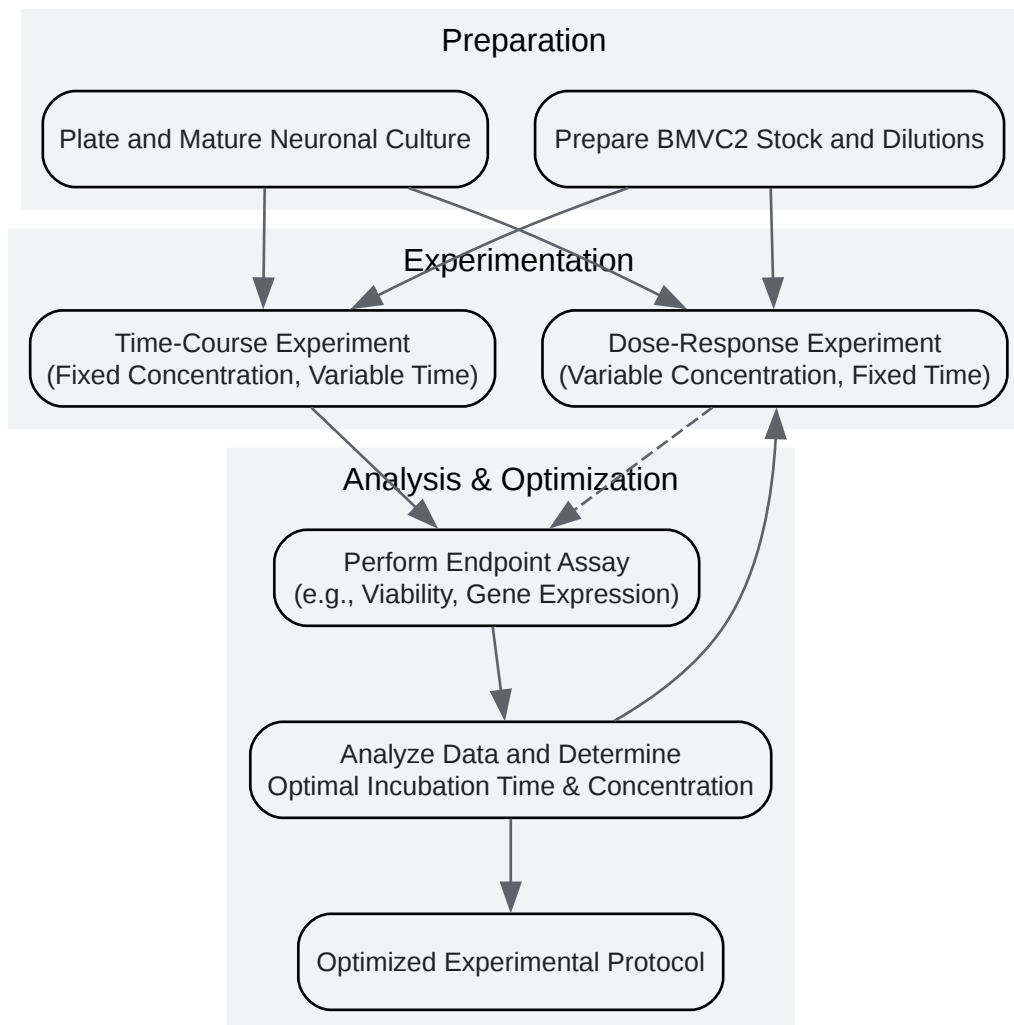 Preparation
Plate and Mature Neuronal Culture
Prepare BMVC2 Stock and Dilutions
Experimentation
Time-Course Experiment
(Fixed Concentration, Variable Time)
Dose-Response Experiment
(Variable Concentration, Fixed Time)
Analysis & Optimization
Perform Endpoint Assay
(e.g., Viability, Gene Expression)
Analyze Data and Determine
Optimal Incubation Time & Concentration
Optimized Experimental Protocol